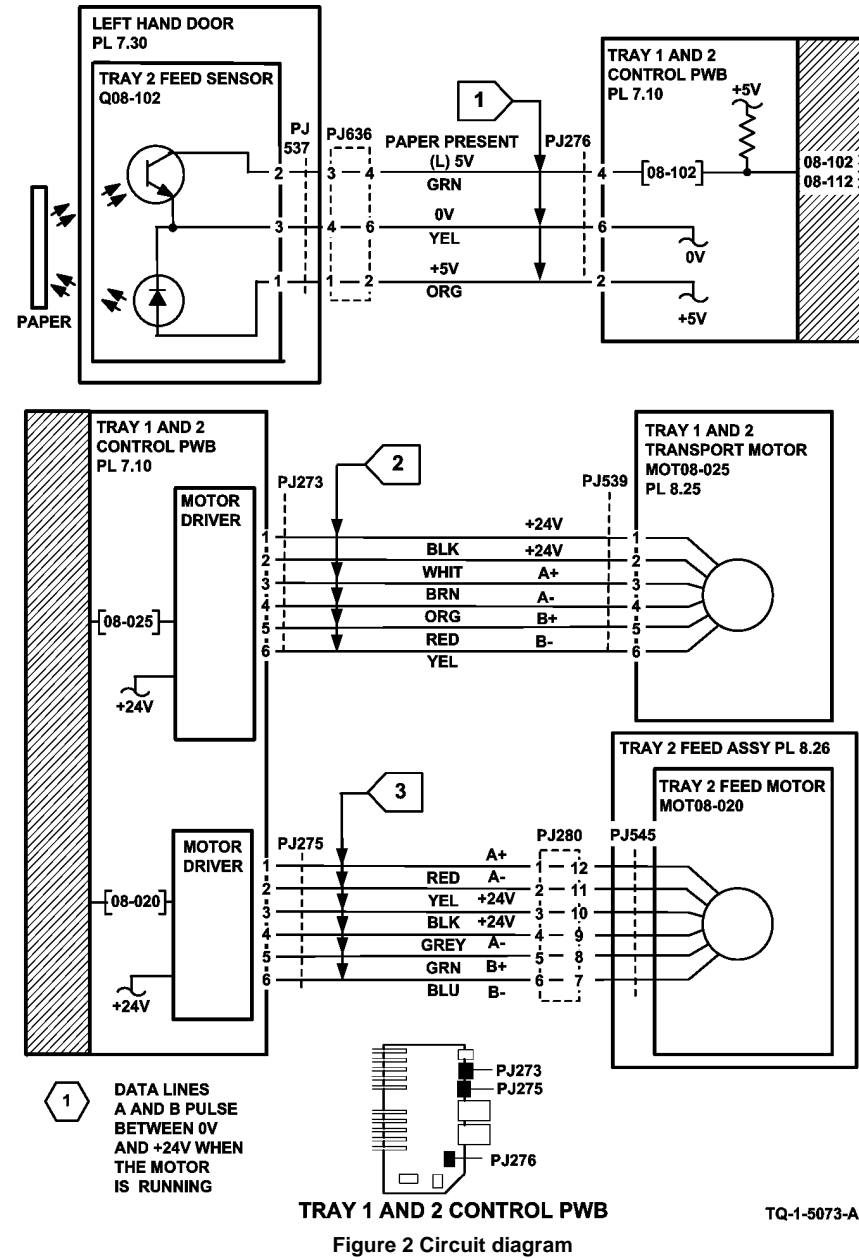 LEFT HAND DOOR
PL 7.30
TRAY 2 FEED SENSOR
Q08-102
PJ
537
PJ636
1
PAPER PRESENT
(L) 5V
GRN
0V
YEL
+5V
ORG
PJ276
2 3 4 4
3 4 6 6
1 1 2 2
PAPER
TRAY 1 AND 2
CONTROL PWB
PL 7.10
+5V
[08-102]
08-102
08-112
0V
+5V
TRAY 1 AND 2
CONTROL PWB
PL 7.10
MOTOR
DRIVER
[08-025]
+24V
PJ273
2
PJ539
TRAY 1 AND 2
TRANSPORT MOTOR
MOT08-025
PL 8.25
1 +24V 1
2 BLK +24V 2
3 WHIT A+ 3
4 BRN A- 4
5 ORG B+ 5
6 RED B- 6
YEL
MOTOR
DRIVER
[08-020]
+24V
PJ275
3
PJ280
PJ545
TRAY 2 FEED ASSY PL 8.26
TRAY 2 FEED MOTOR
MOT08-020
1 A+ 1 12
2 RED A- 2 11
3 YEL +24V 3 10
4 BLK +24V 4 9
5 GREY A- 5 8
6 GRN B+ 6 7
BLU B-
1
DATA LINES
A AND B PULSE
BETWEEN 0V
AND +24V WHEN
THE MOTOR
IS RUNNING
PJ273
PJ275
PJ276
TRAY 1 AND 2 CONTROL PWB
TQ-1-5073-A
Figure 2 Circuit diagram